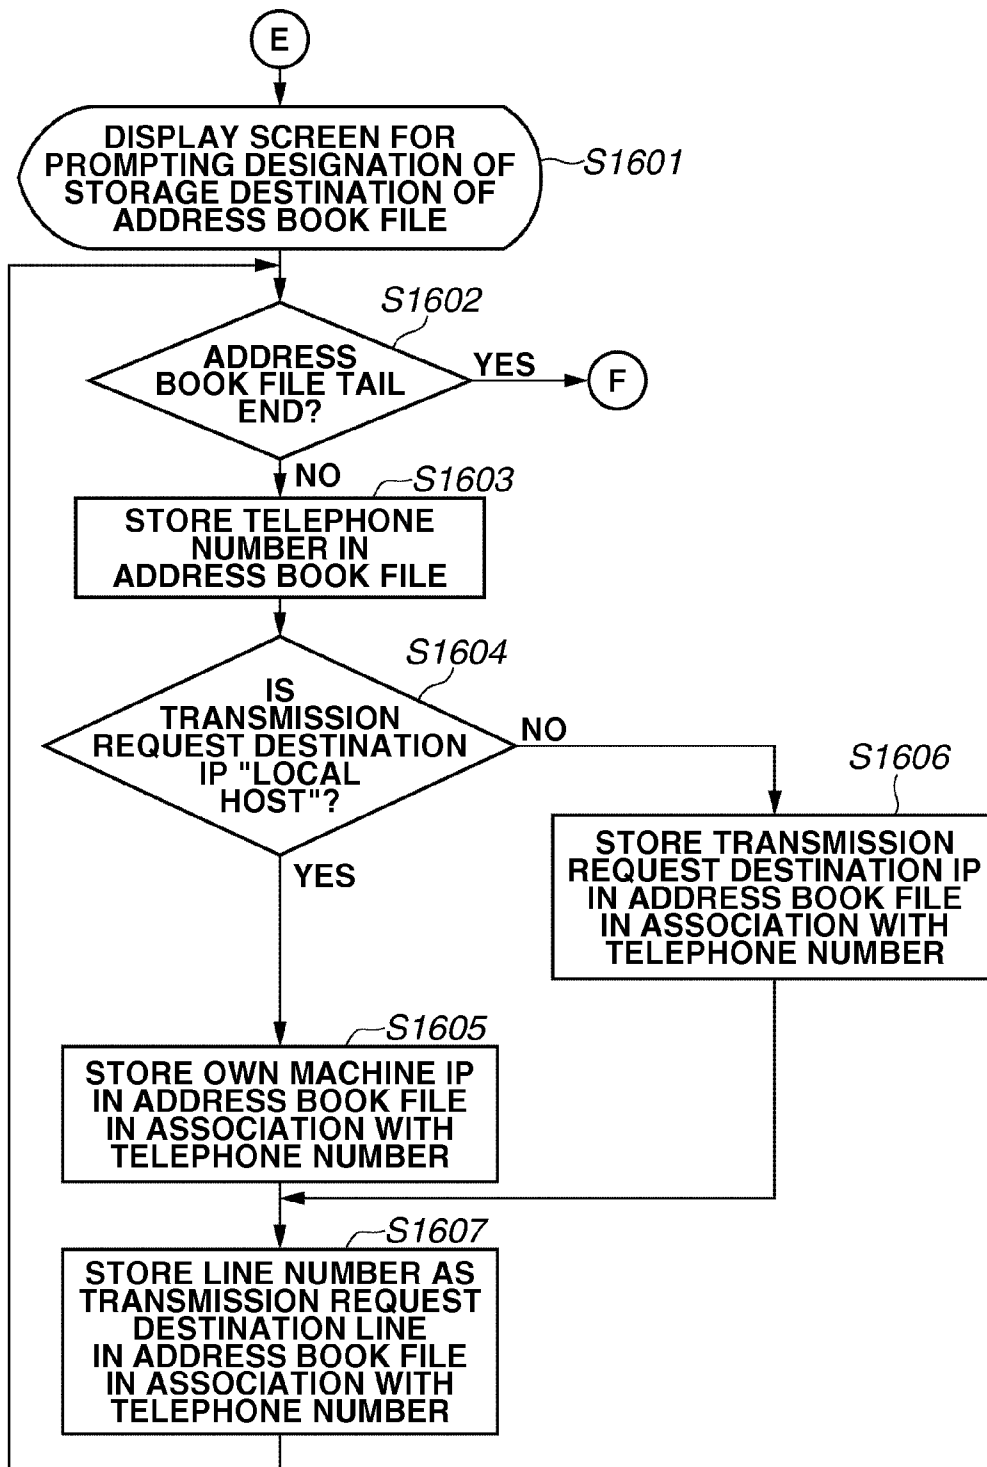 E
DISPLAY SCREEN FOR
PROMPTING DESIGNATION OF
STORAGE DESTINATION OF
ADDRESS BOOK FILE
S1601
S1602
ADDRESS
BOOK FILE TAIL
END?
YES
F
NO
S1603
STORE TELEPHONE
NUMBER IN
ADDRESS BOOK FILE
S1604
IS
TRANSMISSION
REQUEST DESTINATION
IP "LOCAL
HOST"?
NO
S1606
STORE TRANSMISSION
REQUEST DESTINATION IP
IN ADDRESS BOOK FILE
IN ASSOCIATION WITH
TELEPHONE NUMBER
YES
S1605
STORE OWN MACHINE IP
IN ADDRESS BOOK FILE
IN ASSOCIATION WITH
TELEPHONE NUMBER
S1607
STORE LINE NUMBER AS
TRANSMISSION REQUEST
DESTINATION LINE
IN ADDRESS BOOK FILE
IN ASSOCIATION WITH
TELEPHONE NUMBER